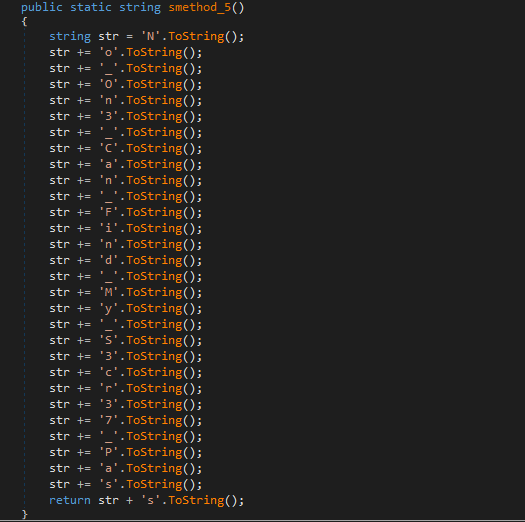 public static string smethod_5()
{
string str = 'N'.ToString();
str += 'o'.ToString();
str += '_'.ToString();
str += 'O'.ToString();
str += 'n'.ToString();
str += '3'.ToString();
str += '_'.ToString();
str += 'C'.ToString();
str += 'a'.ToString();
str += 'n'.ToString();
str += '_'.ToString();
str += 'F'.ToString();
str += 'i'.ToString();
str += 'n'.ToString();
str += 'd'.ToString();
str += '_'.ToString();
str += 'M'.ToString();
str += 'y'.ToString();
str += '_'.ToString();
str += 'S'.ToString();
str += '3'.ToString();
str += 'c'.ToString();
str += 'r'.ToString();
str += '3'.ToString();
str += '7'.ToString();
str += '_'.ToString();
str += 'P'.ToString();
str += 'a'.ToString();
str += 's'.ToString();
return str + 's'.ToString();
}